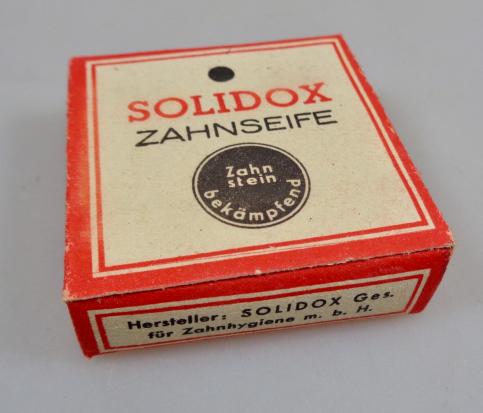 SOLIDOX
ZAHNSEIFE
Zahn
stein
bekämpfend
Hersteller: SOLIDOX Ges.
für Zahnhygiene m. b. H.